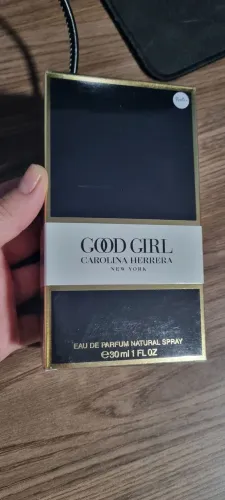 GOOD GIRL
CAROLINA HERRERA
NEW YORK
EAU DE PARFUM NATURAL SPRAY
℮30 ml 1 FL OZ